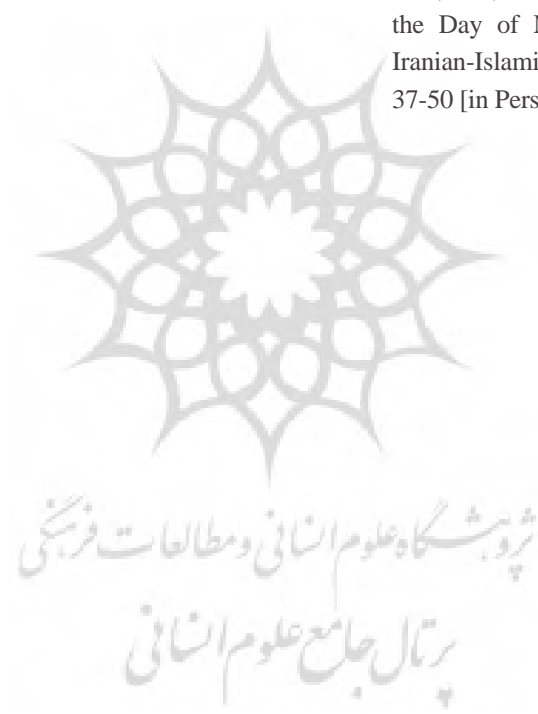 the Day of
Iranian-Islami
37-50 [in Pers
پژوهشگاه علوم انسانی و مطالعات فرهنگی
پرتال جامع علوم انسانی